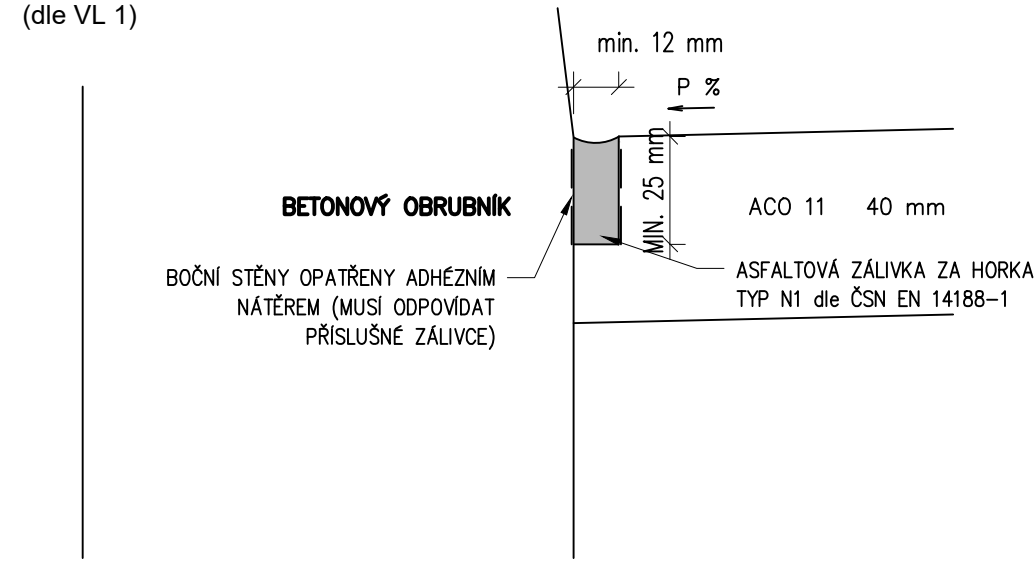 (dle VL 1)
min. 12 mm
P %
MIN. 25 mm
BETONOVÝ OBRUBNÍK
ACO 11 40 mm
BOČNÍ STĚNY OPATŘENY ADHÉZNÍM
NÁTĚREM (MUSÍ ODPOVÍDAT
PŘÍSLUŠNÉ ZÁLIVCE)
ASFALTOVÁ ZÁLIVKA ZA HORKA
TYP N1 dle ČSN EN 14188-1